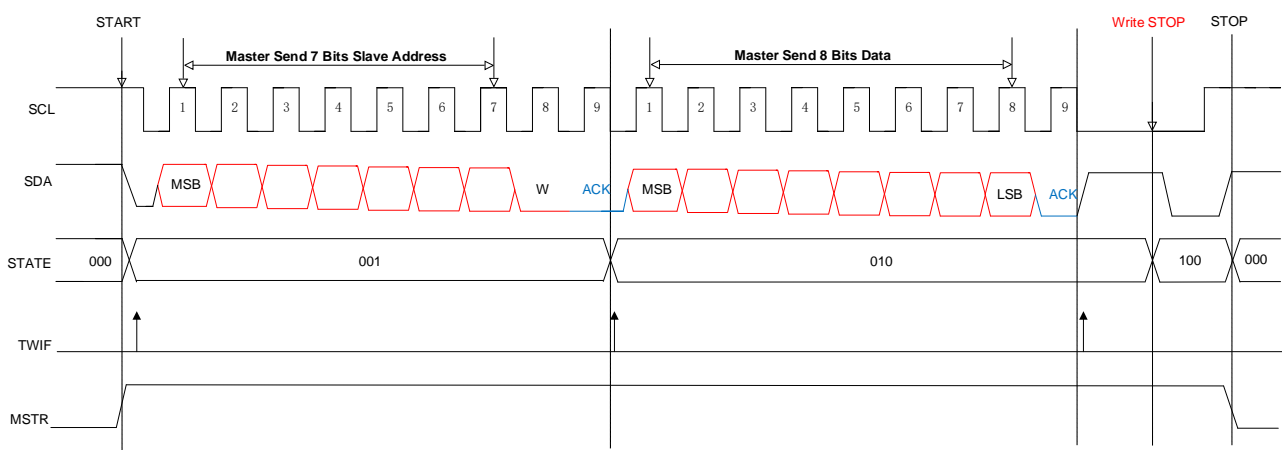 START
Write STOP
STOP
Master Send 7 Bits Slave Address
Master Send 8 Bits Data
SCL
1 2 3 4 5 6 7 8 9 1 2 3 4 5 6 7 8 9
SDA
MSB W ACK MSB LSB ACK
STATE
000 001 010 100 000
TWIF
MSTR